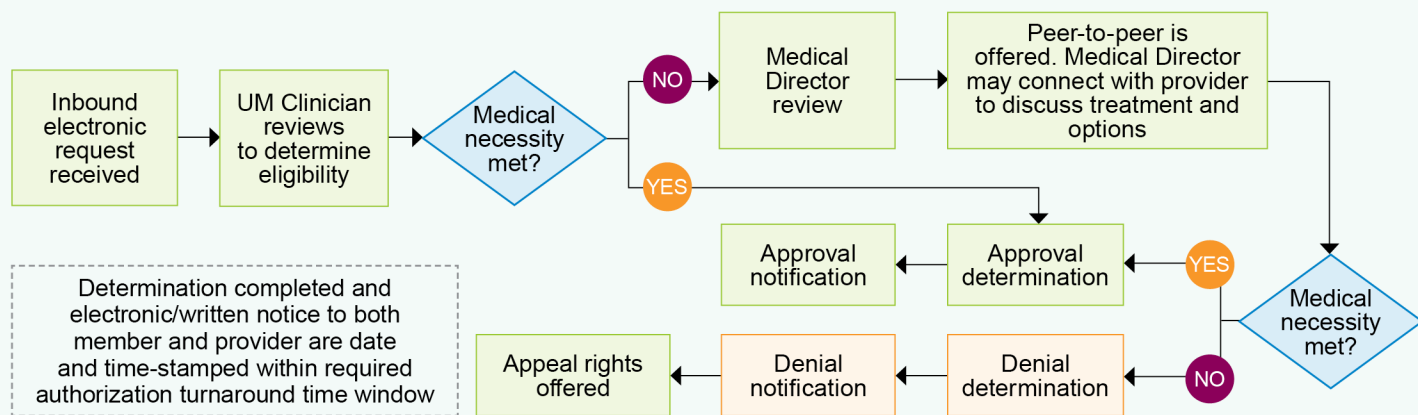 Inbound
electronic
request
received
UM Clinician
reviews
to determine
eligibility
Medical
necessity
met?
NO
YES
Medical
Director
review
Peer-to-peer is
offered. Medical Director
may connect with provider
to discuss treatment and
options
Medical
necessity
met?
YES
NO
Approval
determination
Approval
notification
Denial
determination
Denial
notification
Appeal rights
offered
Determination completed and
electronic/written notice to both
member and provider are date
and time-stamped within required
authorization turnaround time window